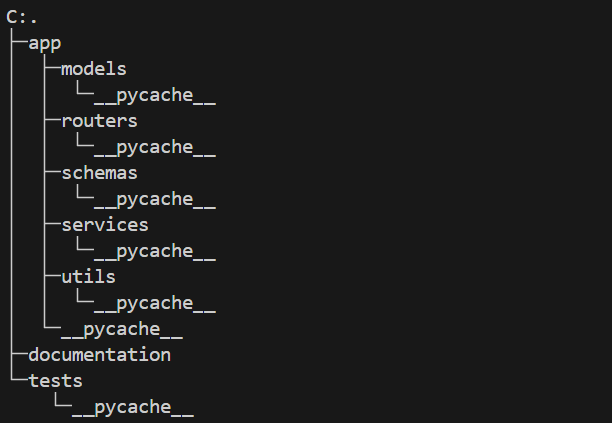 C:.
├─app
│  ├─models
│  │  └─__pycache__
│  ├─routers
│  │  └─__pycache__
│  ├─schemas
│  │  └─__pycache__
│  ├─services
│  │  └─__pycache__
│  ├─utils
│  │  └─__pycache__
│  └─__pycache__
├─documentation
└─tests
    └─__pycache__